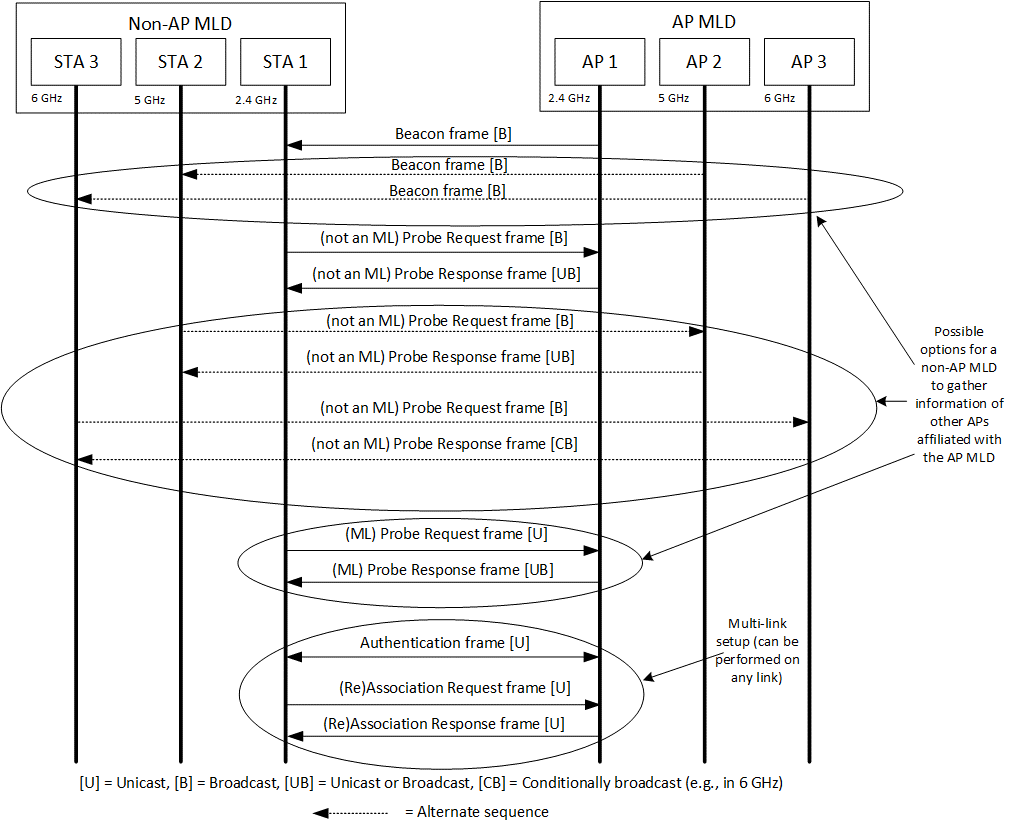 Non-AP MLD
AP MLD
STA 3
STA 2
STA 1
AP 1
AP 2
AP 3
6 GHz
5 GHz
2.4 GHz
2.4 GHz
5 GHz
6 GHz
Beacon frame [B]
Beacon frame [B]
Beacon frame [B]
(not an ML) Probe Request frame [B]
(not an ML) Probe Response frame [UB]
(not an ML) Probe Request frame [B]
(not an ML) Probe Response frame [UB]
(not an ML) Probe Request frame [B]
(not an ML) Probe Response frame [CB]
Possible
options for a
non-AP MLD
to gather
information of
other APs
affiliated with
the AP MLD
(ML) Probe Request frame [U]
(ML) Probe Response frame [UB]
Multi-link
setup (can be
performed on
any link)
Authentication frame [U]
(Re)Association Request frame [U]
(Re)Association Response frame [U]
[U] = Unicast, [B] = Broadcast, [UB] = Unicast or Broadcast, [CB] = Conditionally broadcast (e.g., in 6 GHz)
= Alternate sequence